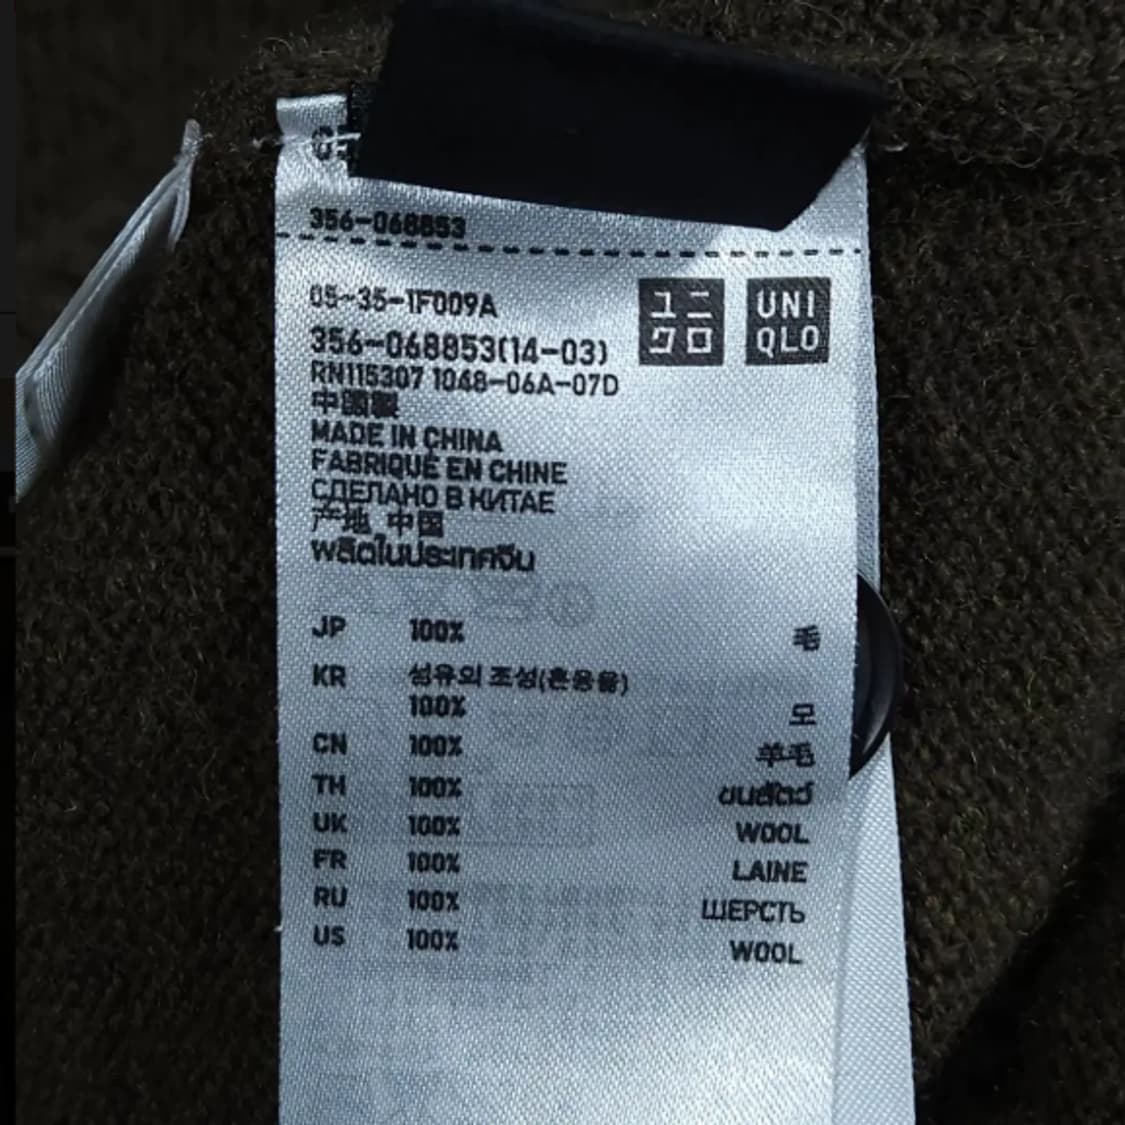 356-068853
05-35-1F009A
ユニ
クロ
UNI
QLO
356-068853(14-03)
RN115307 1048-06A-07D
中国製
MADE IN CHINA
FABRIQUÉ EN CHINE
СДЕЛАНО В КИТАЕ
产地 中国
ผลิตในประเทศจีน
JP 100% 毛
KR 섬유의 조성(혼용율)
100% 모
CN 100% 羊毛
TH 100% ขนสัตว์
UK 100% WOOL
FR 100% LAINE
RU 100% ШЕРСТЬ
US 100% WOOL